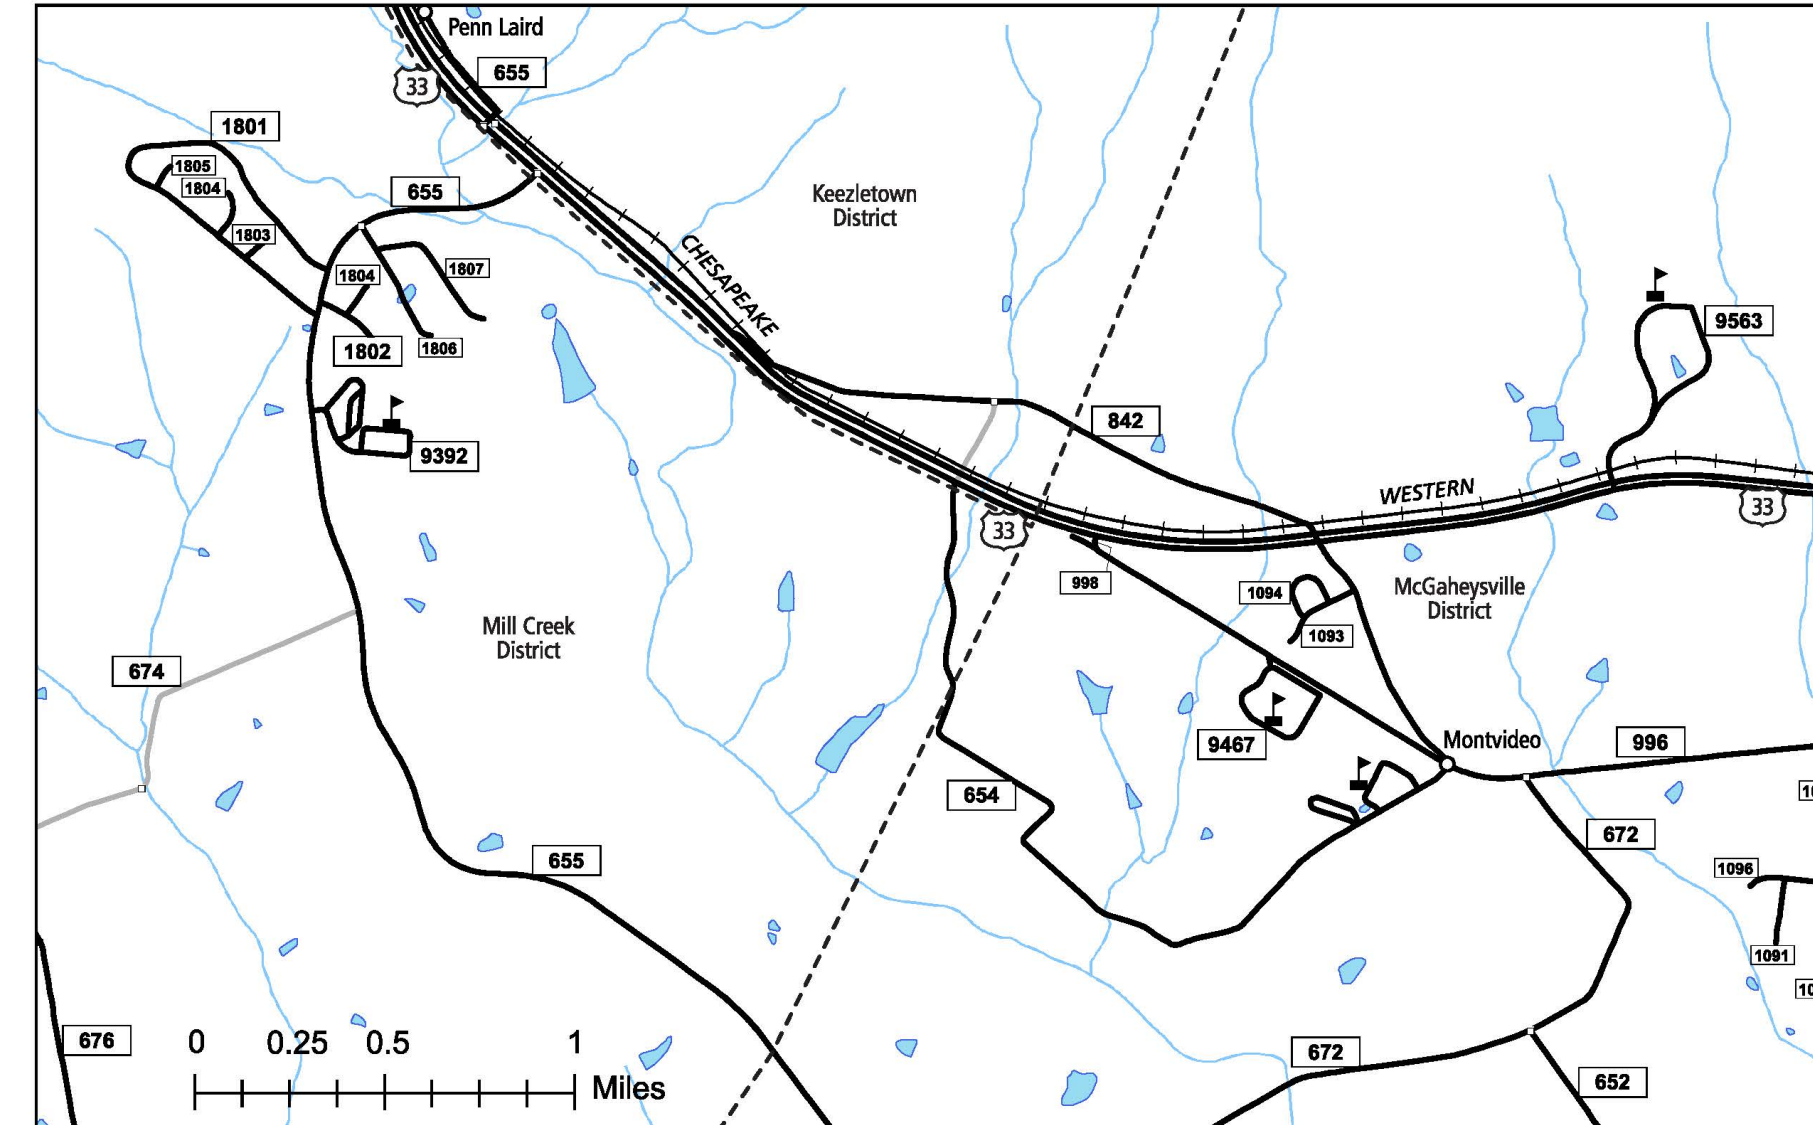 Penn Laird
655
33
1801
1805
1804
655
1803
Keezletown
District
CHESAPEAKE
1804
1807
1802
1806
9563
842
9392
WESTERN
33
33
998
1094
McGaheysville
District
1093
Mill Creek
District
674
9467
Montvideo
996
654
672
655
1096
1091
676
0 0.25 0.5 1
Miles
672
652